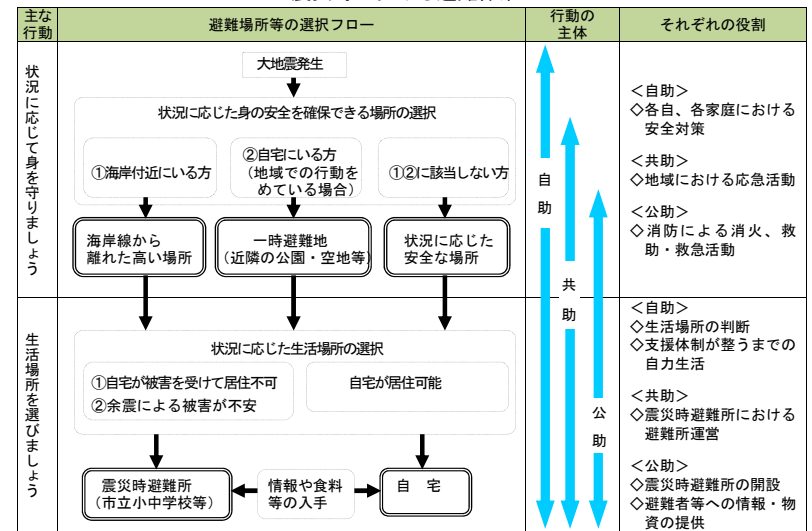 主な
行動
避難場所等の選択フロー
行動の
主体
それぞれの役割
状況に応じて身を守りましょう
大地震発生
状況に応じた身の安全を確保できる場所の選択
①海岸付近にいる方
②自宅にいる方
（地域での行動を
めている場合）
①②に該当しない方
海岸線から
離れた高い場所
一時避難地
（近隣の公園・空地等）
状況に応じた
安全な場所
自助
共助
公助
＜自助＞
◇各自、各家庭における
安全対策
＜共助＞
◇地域における応急活動
＜公助＞
◇消防による消火、救
助・救急活動
生活場所を選びましょう
状況に応じた生活場所の選択
①自宅が被害を受けて居住不可
②余震による被害が不安
自宅が居住可能
震災時避難所
（市立小中学校等）
情報や食料
等の入手
自　宅
＜自助＞
◇生活場所の判断
◇支援体制が整うまでの
自力生活
＜共助＞
◇震災時避難所における
避難所運営
＜公助＞
◇震災時避難所の開設
◇避難者等への情報・物
資の提供